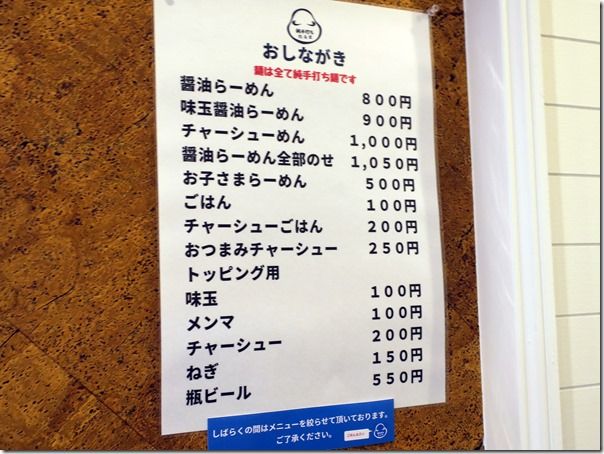 純手打ち
だるま
おしながき
麺は全て純手打ち麺です
醤油らーめん 800円
味玉醤油らーめん 900円
チャーシューめん 1,000円
醤油らーめん全部のせ 1,050円
お子さまらーめん 500円
ごはん 100円
チャーシューごはん 200円
おつまみチャーシュー 250円
トッピング用
味玉 100円
メンマ 100円
チャーシュー 200円
ねぎ 150円
瓶ビール 550円
しばらくの間はメニューを絞らせて頂いております。
ご了承ください。